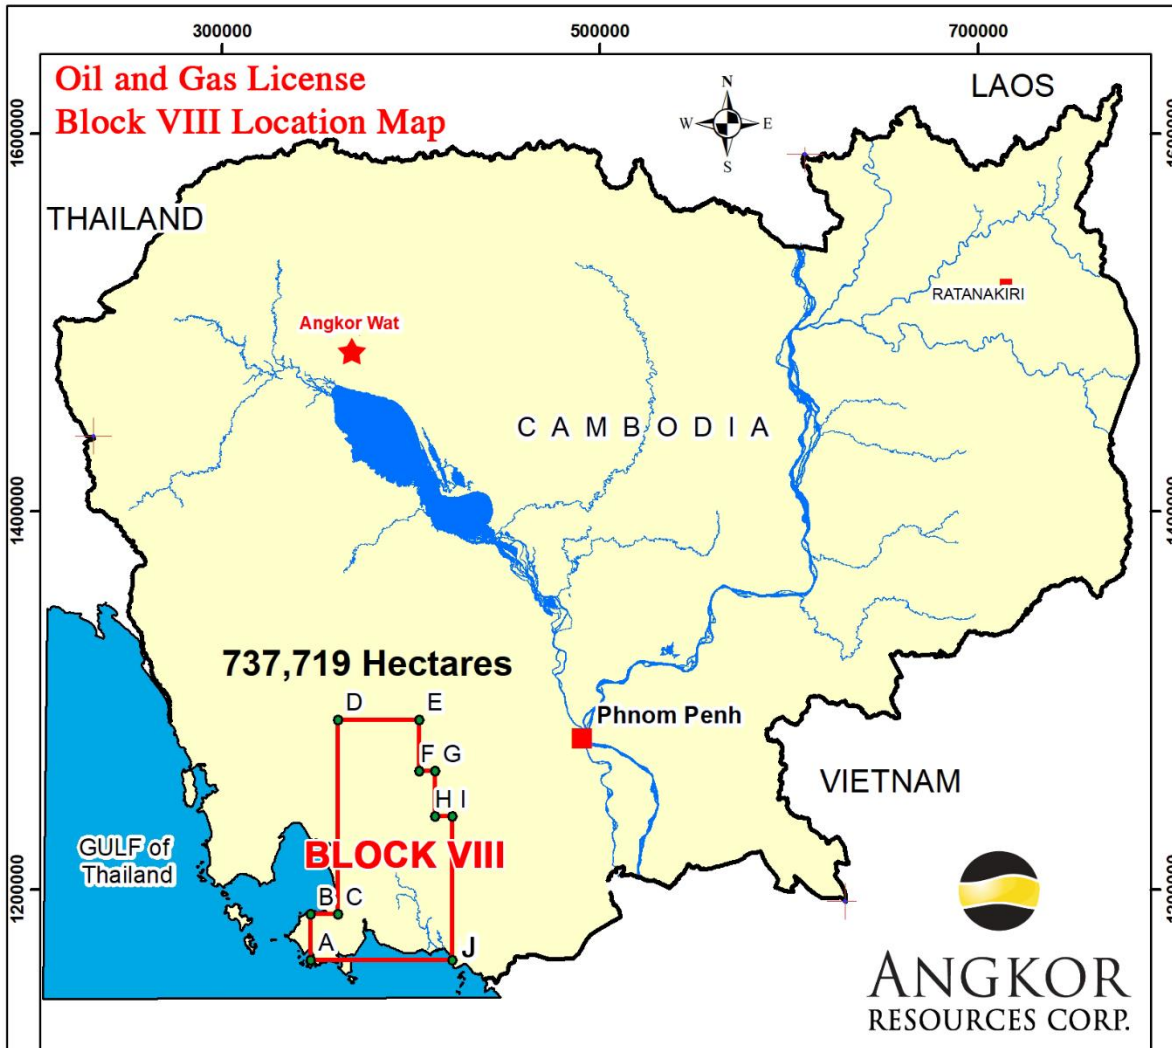 300000
500000
700000
Oil and Gas License
Block VIII Location Map
N
W
E
S
LAOS
1600000
1600000
THAILAND
RATANAKIRI
Angkor Wat
CAMBODIA
1400000
1400000
737,719 Hectares
D
E
Phnom Penh
F
G
VIETNAM
H
I
GULF of
Thailand
BLOCK VIII
1200000
1200000
B
C
A
J
ANGKOR
RESOURCES CORP.